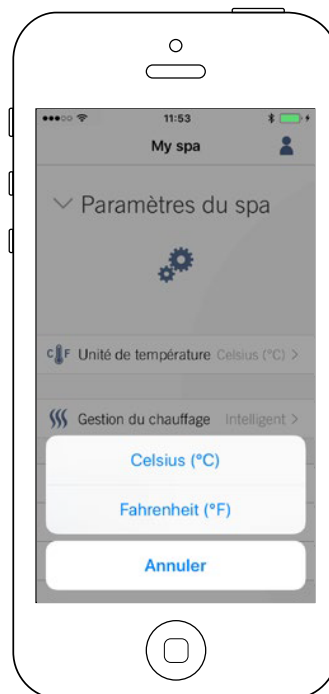 11:53
My spa
Paramètres du spa
C F Unité de température Celsius (°C) >
Gestion du chauffage Intelligent >
Celsius (°C)
Fahrenheit (°F)
Annuler